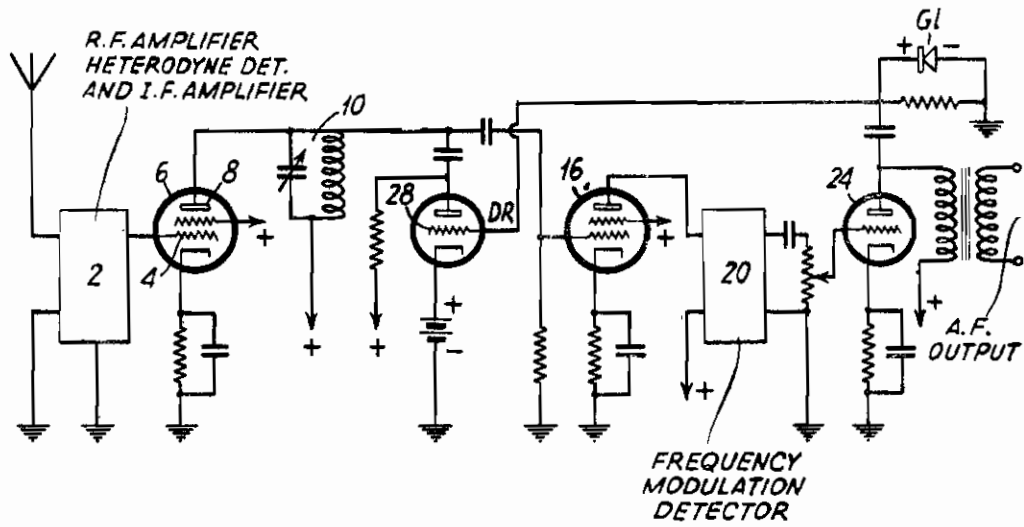 R.F. AMPLIFIER
HETERODYNE DET.
AND I.F. AMPLIFIER
10
Gl
+ -
6
8
4
+
2
28
DR
+
-
+
+
16
+
20
24
+
A.F.
OUTPUT
+
FREQUENCY
MODULATION
DETECTOR